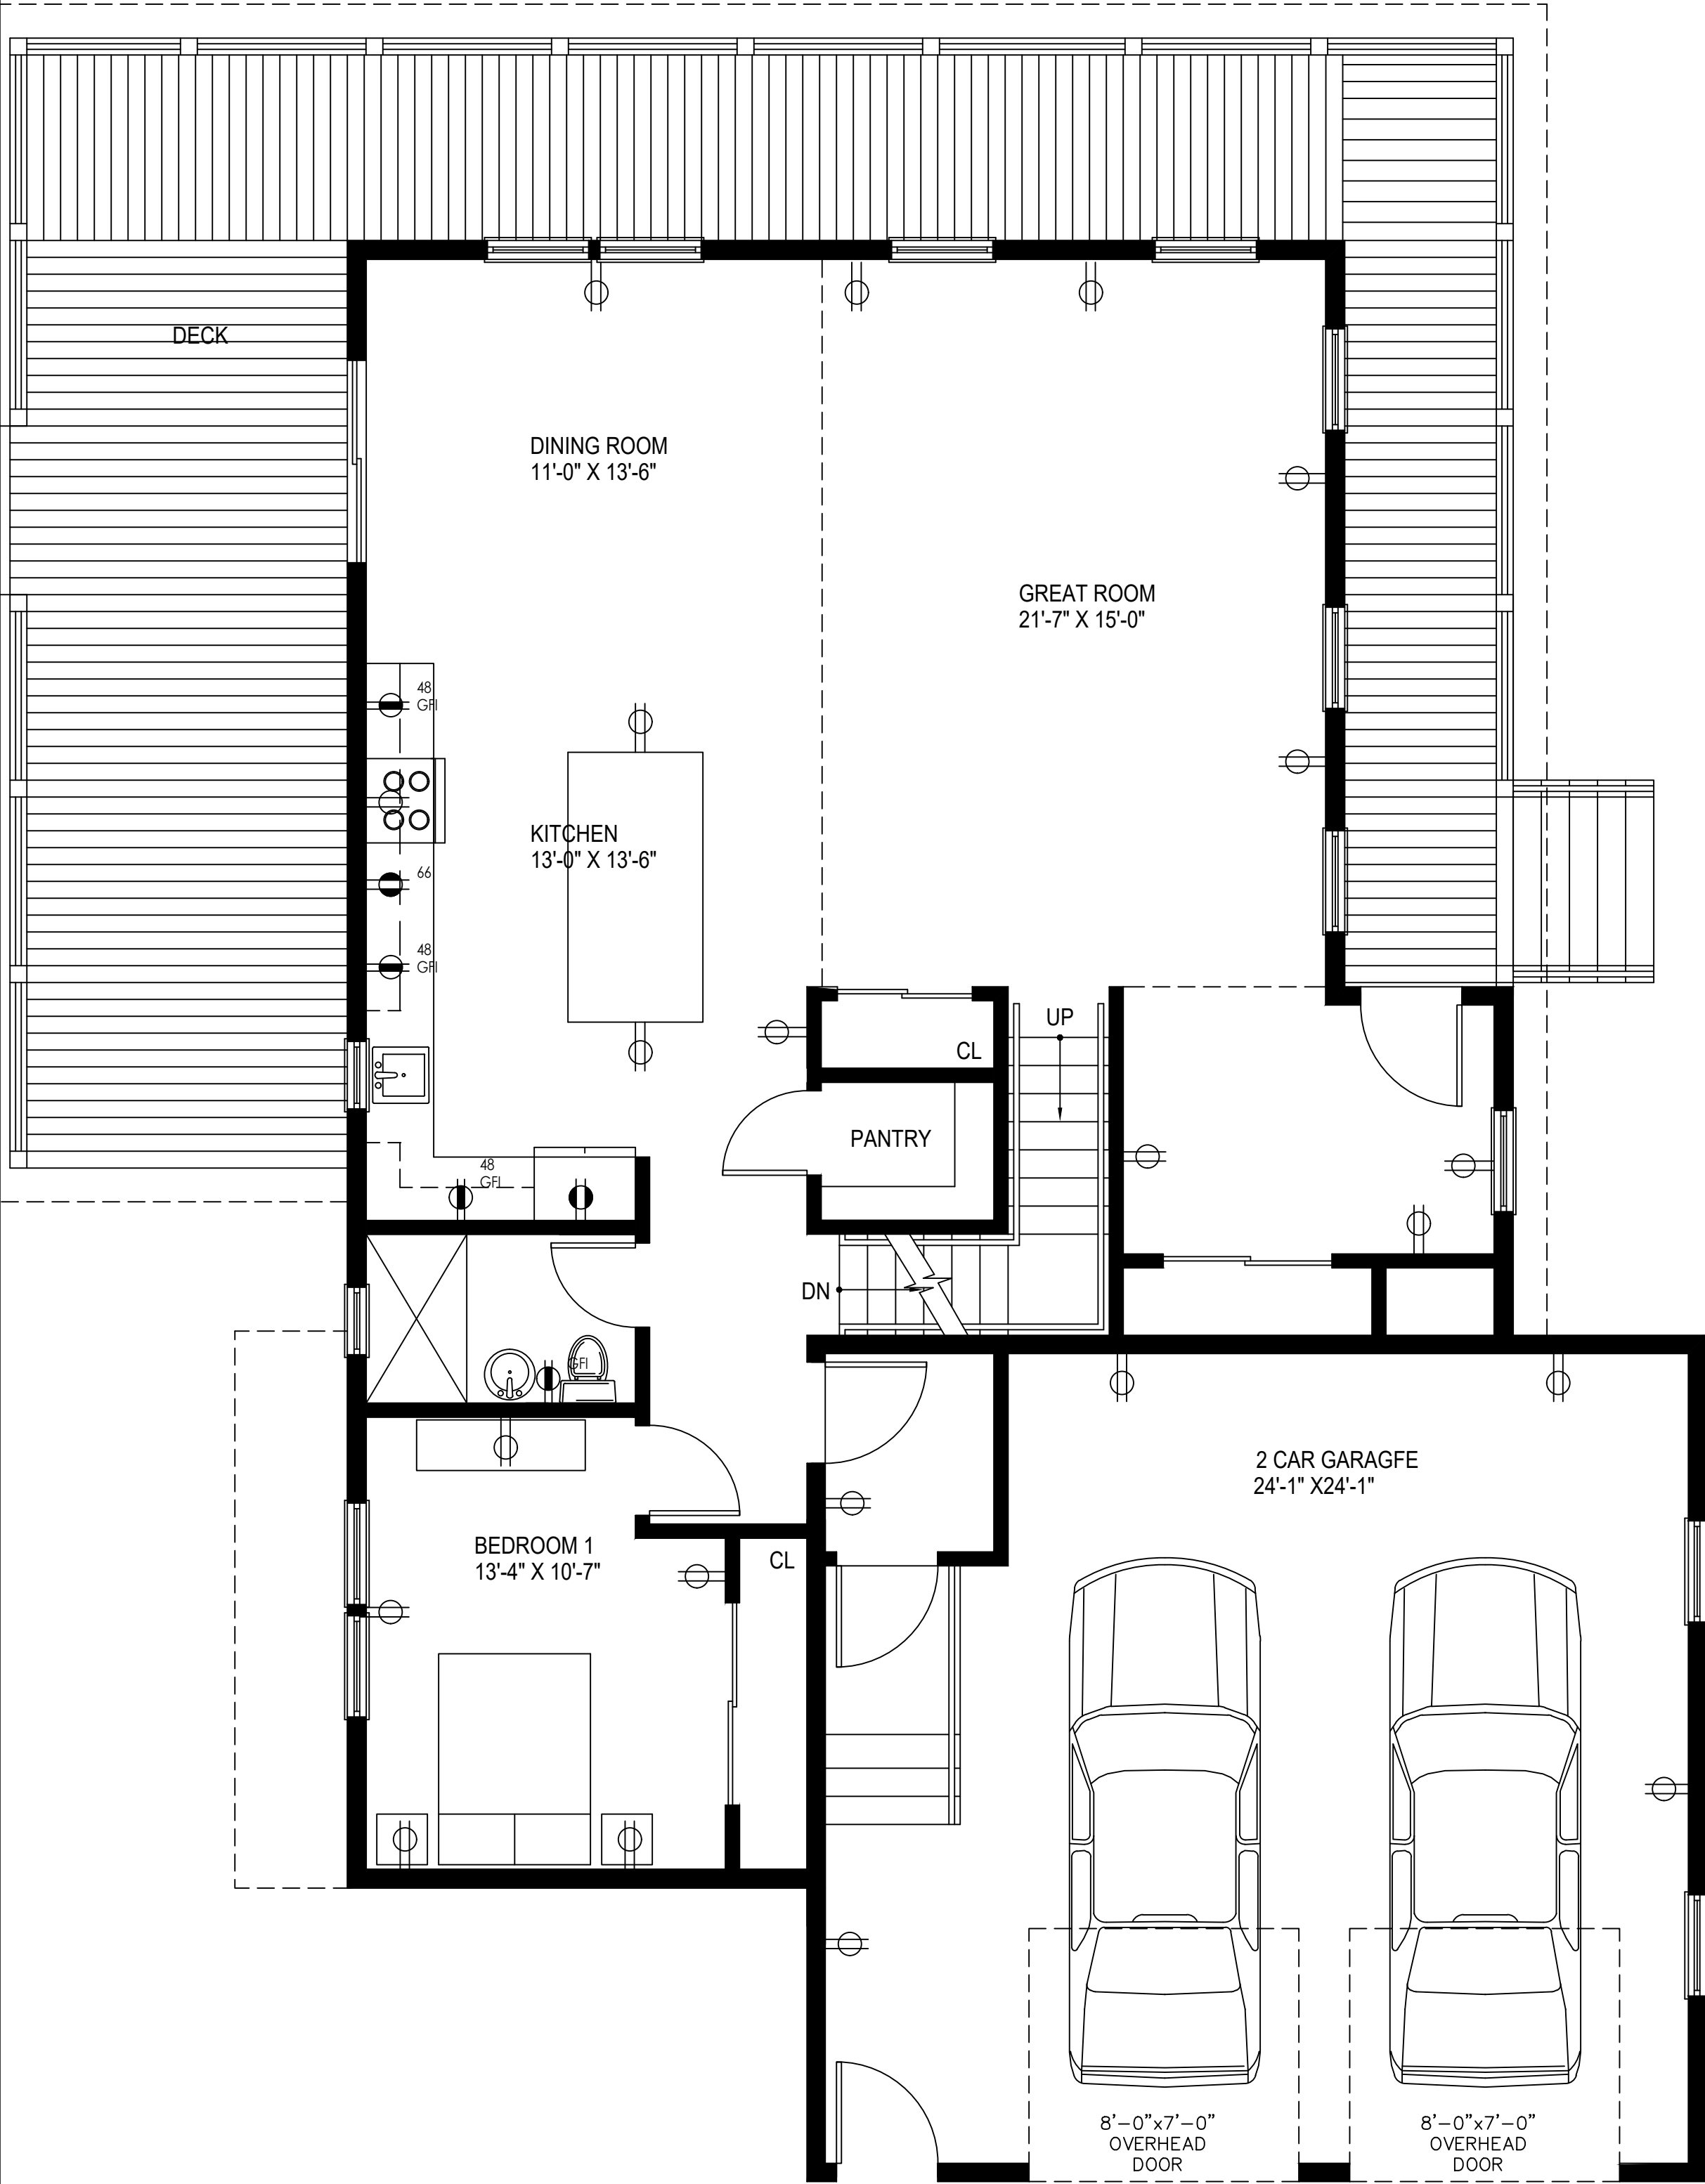 DECK
DINING ROOM
11'-0" X 13'-6"
GREAT ROOM
21'-7" X 15'-0"
48
GFI
KITCHEN
13'-0" X 13'-6"
66
48
GFI
UP
CL
PANTRY
48
GFI
DN
GFI
2 CAR GARAGFE
24'-1" X24'-1"
BEDROOM 1
13'-4" X 10'-7"
CL
8'-0"x7'-0"
OVERHEAD
DOOR
8'-0"x7'-0"
OVERHEAD
DOOR